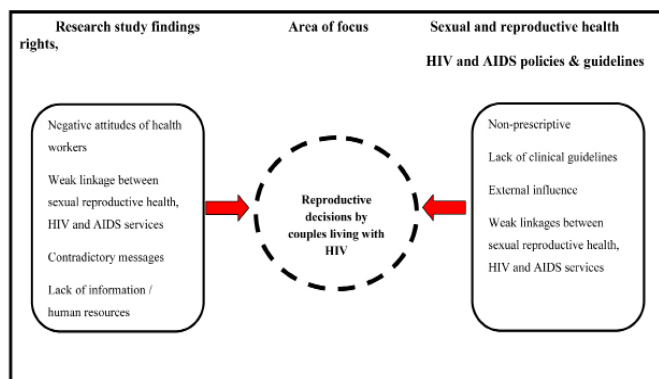 Research study findings Area of focus Sexual and reproductive health
rights,
HIV and AIDS policies & guidelines
Negative attitudes of health
workers
Weak linkage between
sexual reproductive health,
HIV and AIDS services
Contradictory messages
Lack of information /
human resources
Reproductive
decisions by
couples living with
HIV
Non-prescriptive
Lack of clinical guidelines
External influence
Weak linkages between
sexual reproductive health,
HIV and AIDS services